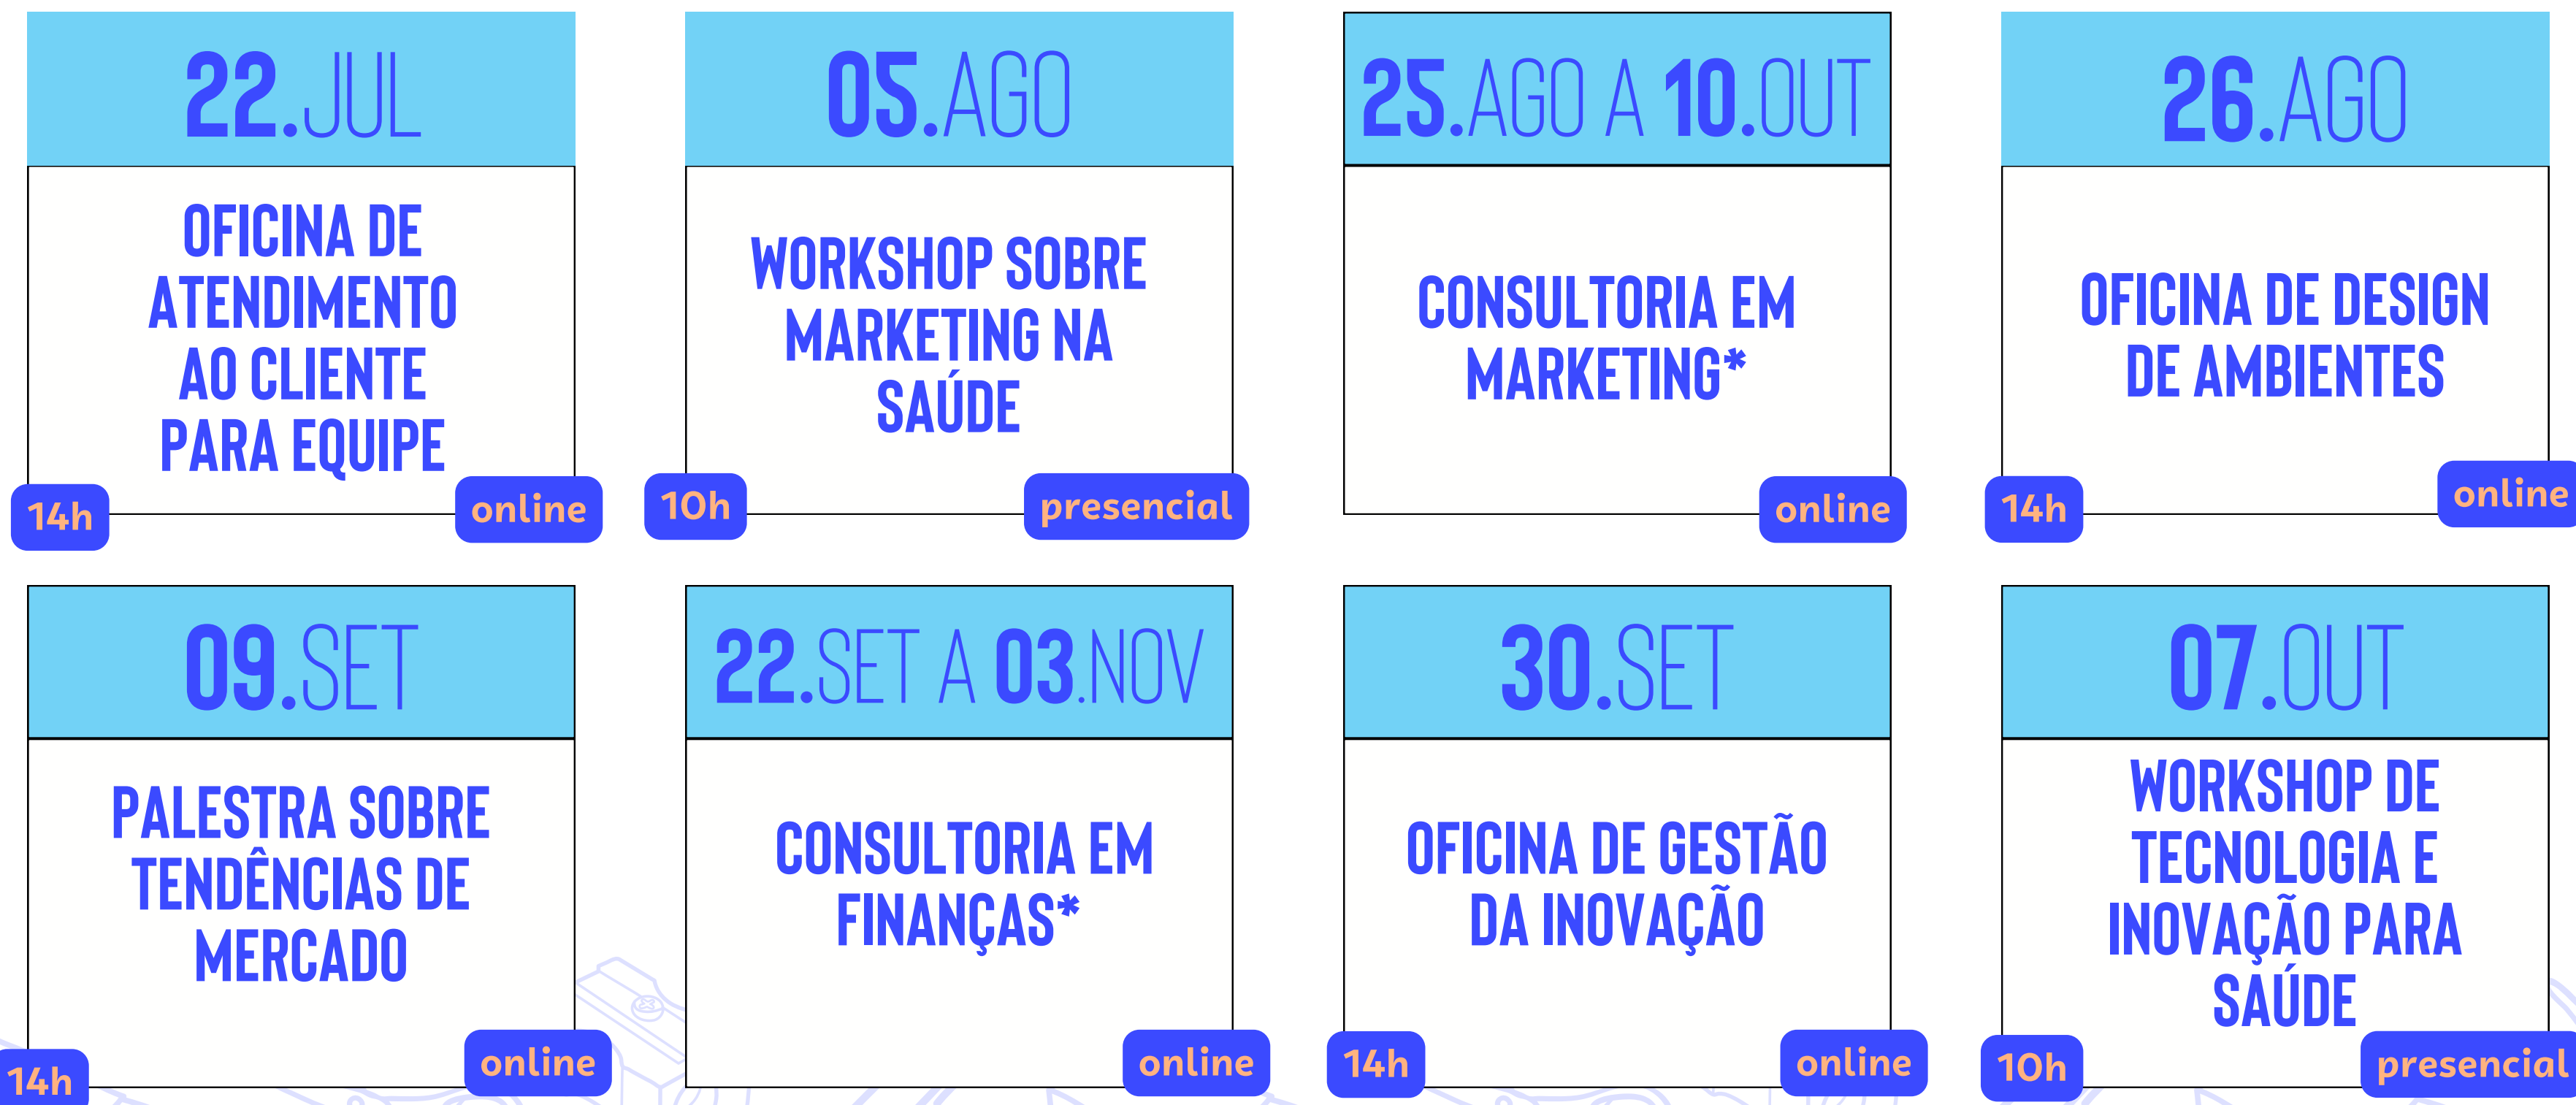 22.JUL
OFICINA DE
ATENDIMENTO
AO CLIENTE
PARA EQUIPE
14h
online
05.AGO
WORKSHOP SOBRE
MARKETING NA
SAÚDE
10h
presencial
25.AGO A 10.OUT
CONSULTORIA EM
MARKETING*
online
26.AGO
OFICINA DE DESIGN
DE AMBIENTES
14h
online
09.SET
PALESTRA SOBRE
TENDÊNCIAS DE
MERCADO
14h
online
22.SET A 03.NOV
CONSULTORIA EM
FINANÇAS*
online
30.SET
OFICINA DE GESTÃO
DA INOVAÇÃO
14h
online
07.OUT
WORKSHOP DE
TECNOLOGIA E
INOVAÇÃO PARA
SAÚDE
10h
presencial